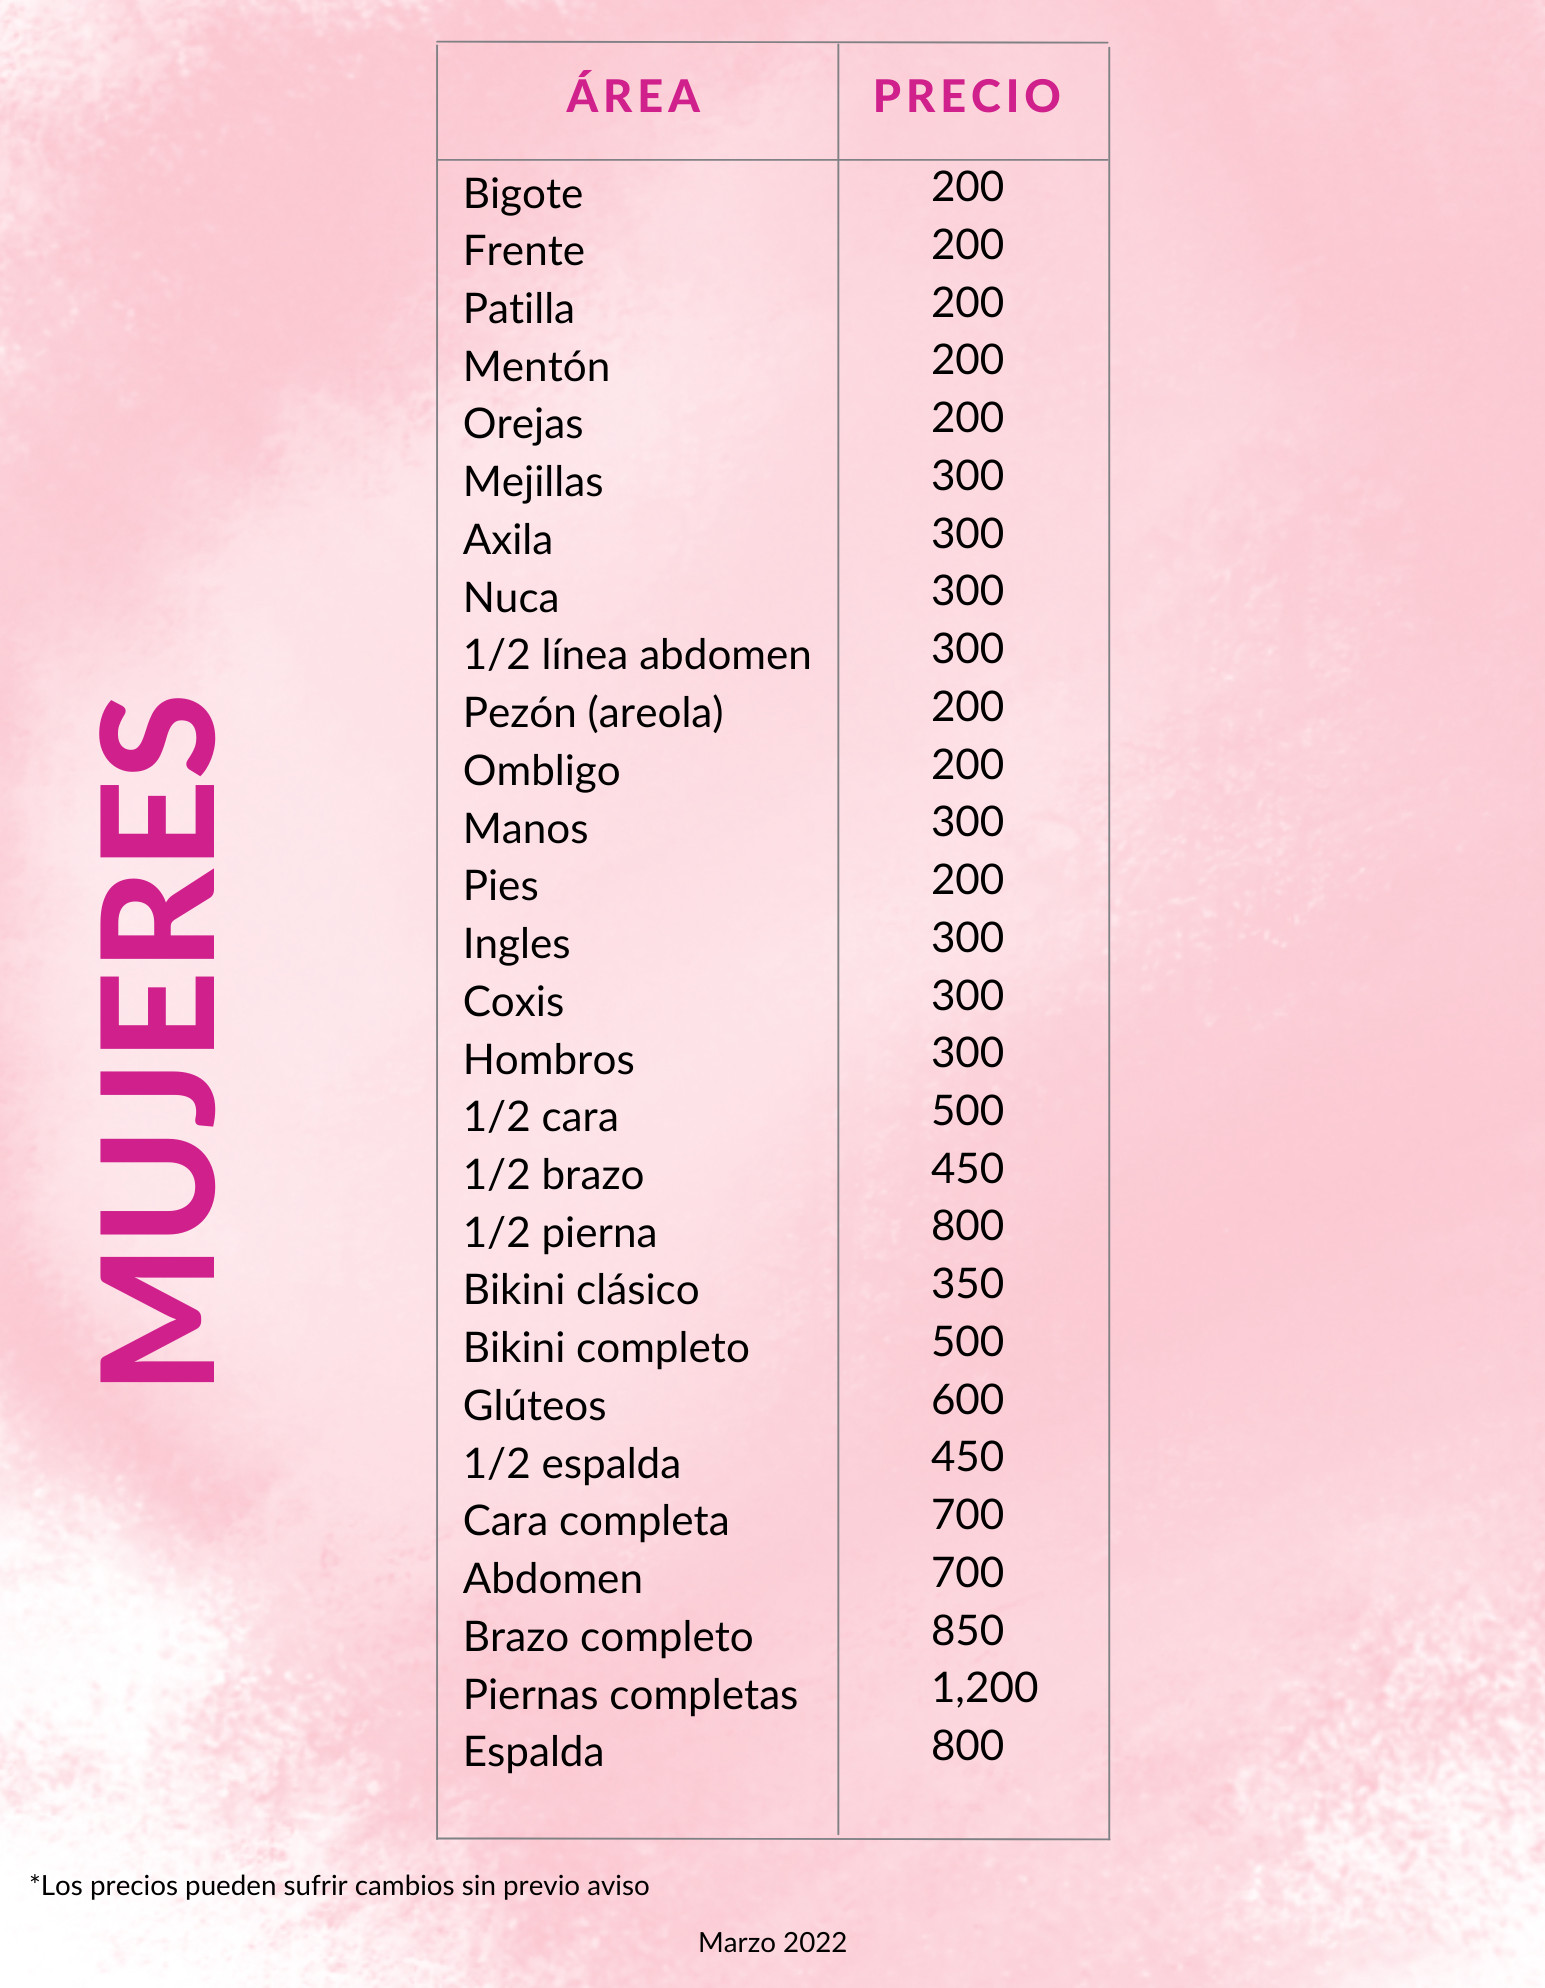 ÁREA PRECIO
Bigote 200
Frente 200
Patilla 200
Mentón 200
Orejas 200
Mejillas 300
Axila 300
Nuca 300
1/2 línea abdomen 300
Pezón (areola) 200
Ombligo 200
Manos 300
Pies 200
Ingles 300
Coxis 300
Hombros 300
1/2 cara 500
1/2 brazo 450
1/2 pierna 800
Bikini clásico 350
Bikini completo 500
Glúteos 600
1/2 espalda 450
Cara completa 700
Abdomen 700
Brazo completo 850
Piernas completas 1,200
Espalda 800
MUJERES
*Los precios pueden sufrir cambios sin previo aviso
Marzo 2022